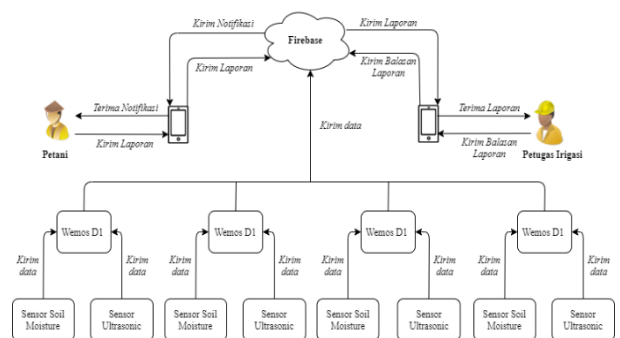 Kirim Notifikasi
Kirim Laporan
Firebase
Kirim Laporan
Kirim Balasan
Laporan
Terima Notifikasi
Kirim Laporan
Petani
Kirim data
Terima Laporan
Kirim Balasan
Laporan
Petugas Irigasi
Wemos D1
Wemos D1
Wemos D1
Wemos D1
Kirim
data
Kirim
data
Kirim
data
Kirim
data
Kirim
data
Kirim
data
Kirim
data
Kirim
data
Sensor Soil
Moisture
Sensor
Ultrasonic
Sensor Soil
Moisture
Sensor
Ultrasonic
Sensor Soil
Moisture
Sensor
Ultrasonic
Sensor Soil
Moisture
Sensor
Ultrasonic